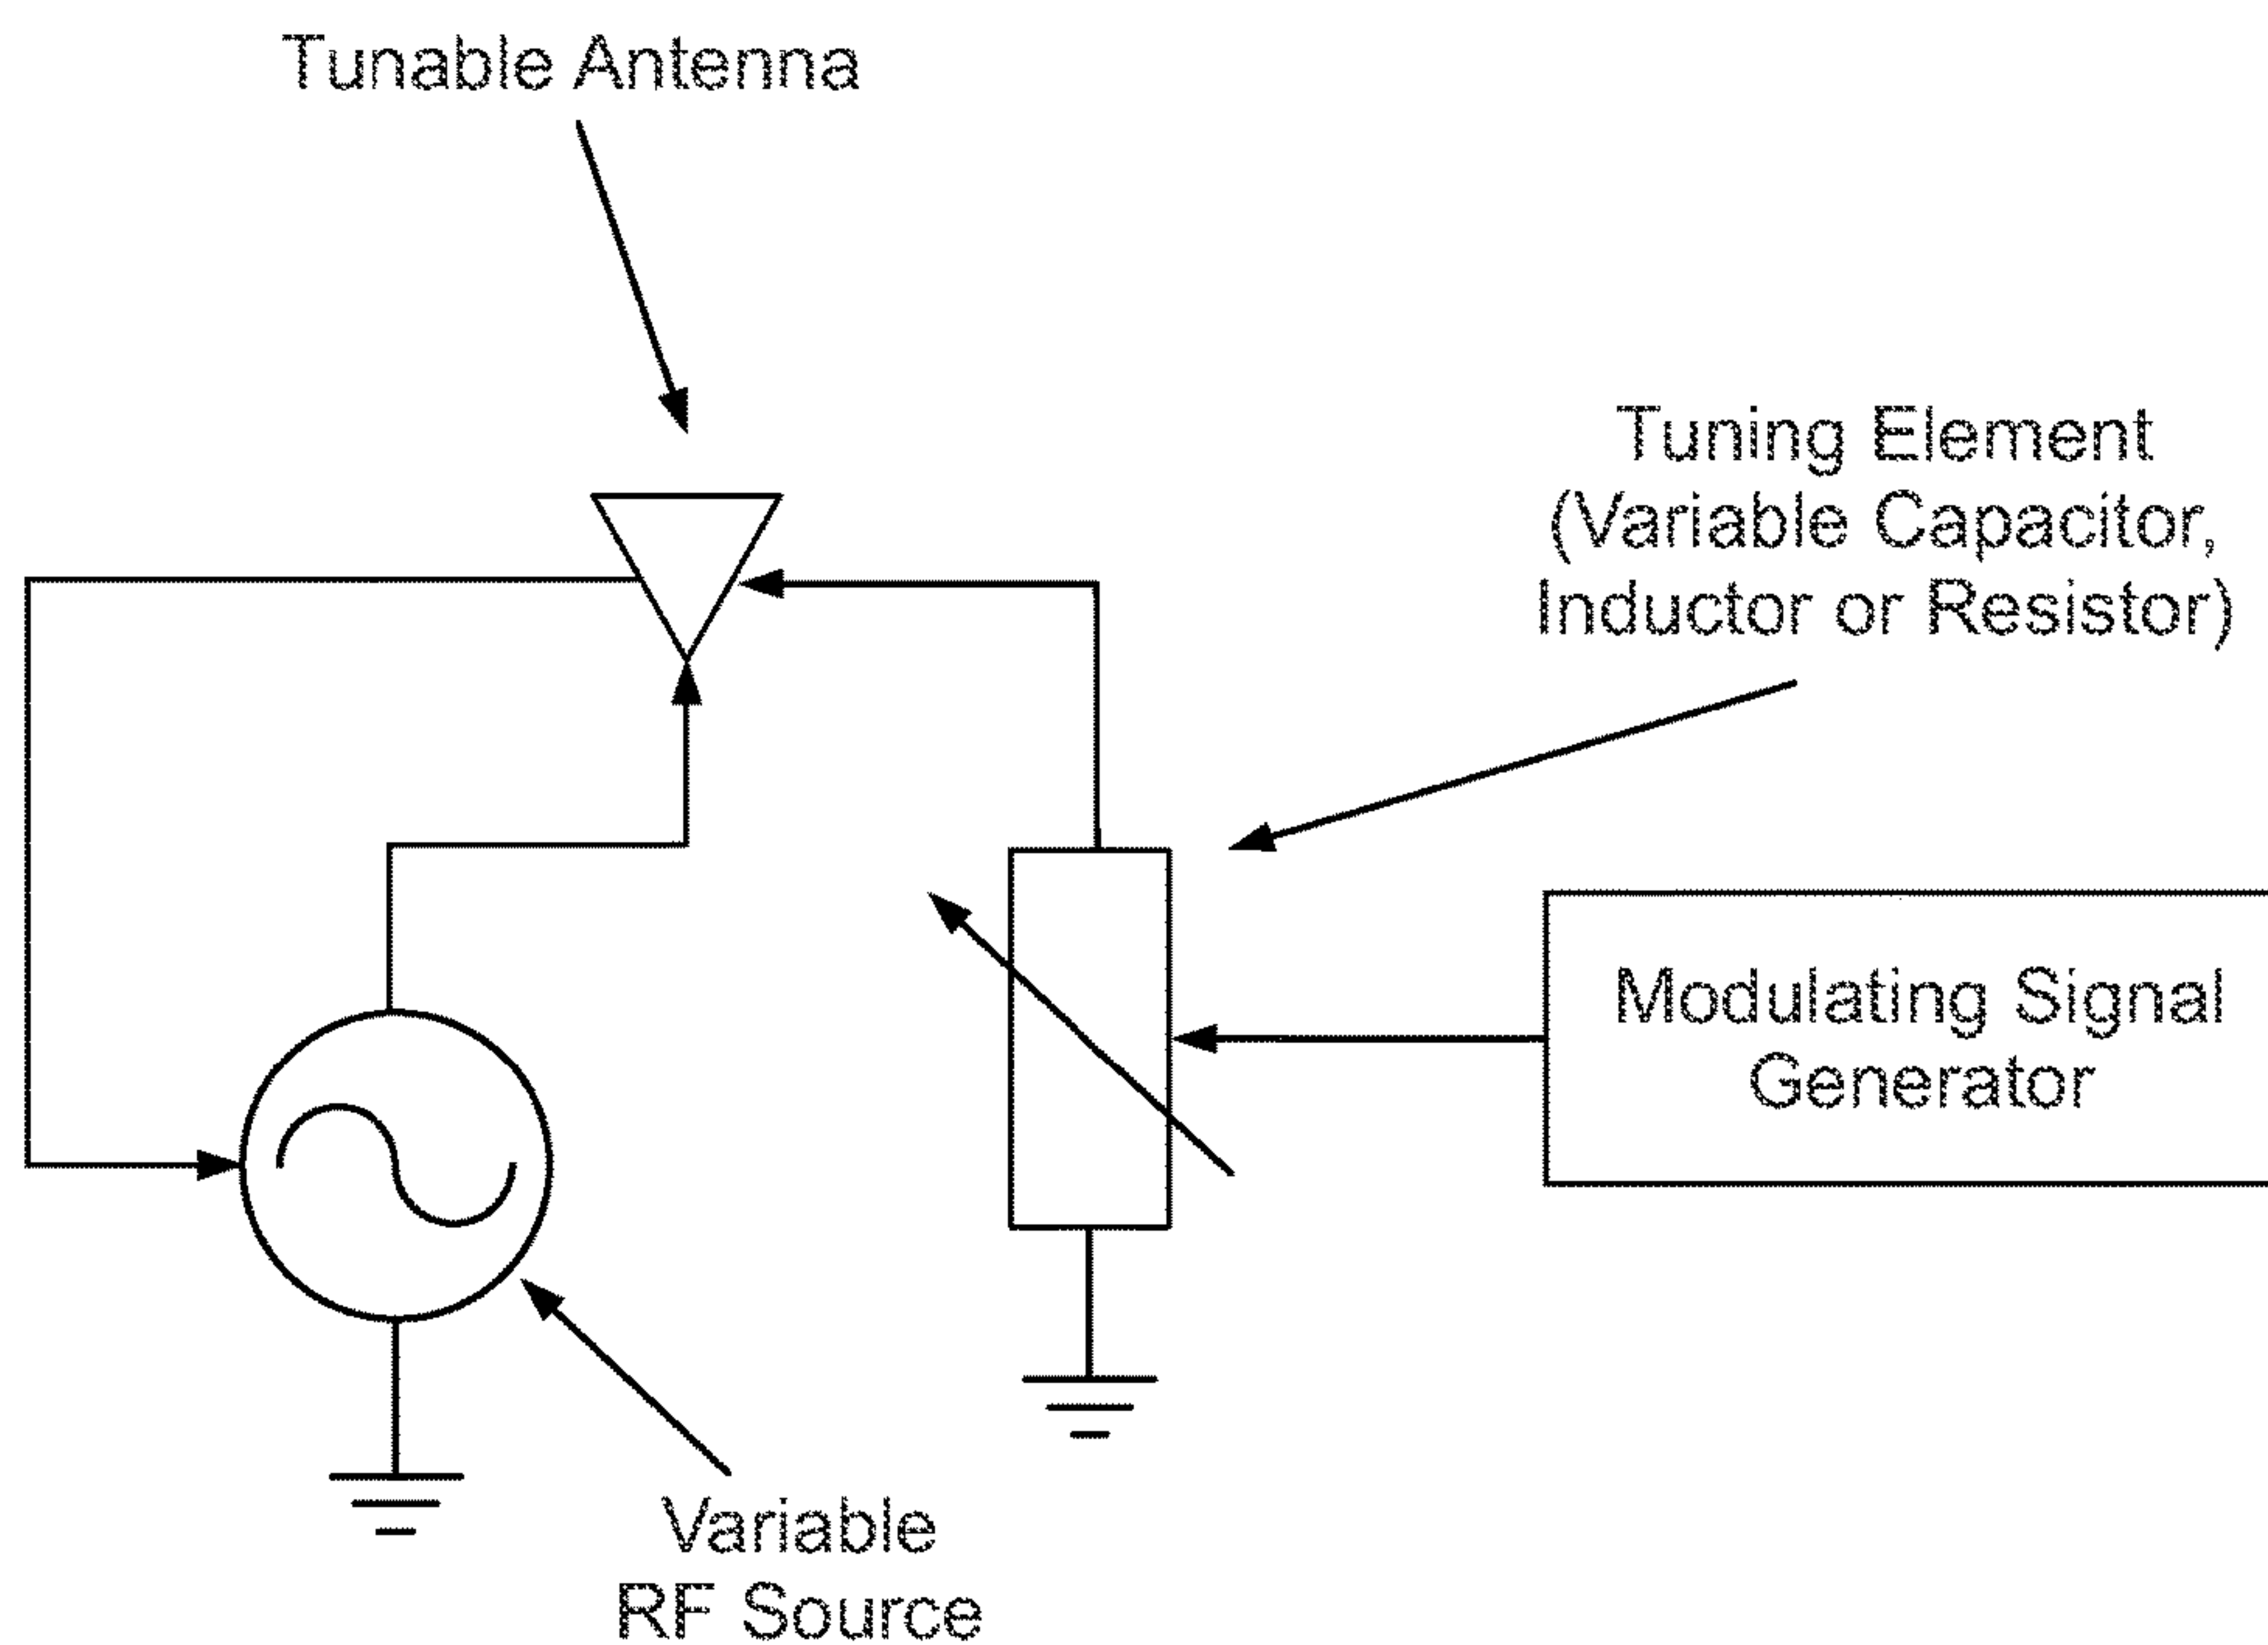 Tunable Antenna
Tuning Element
(Variable Capacitor,
Inductor or Resistor)
Modulating Signal
Generator
Variable
RF Source